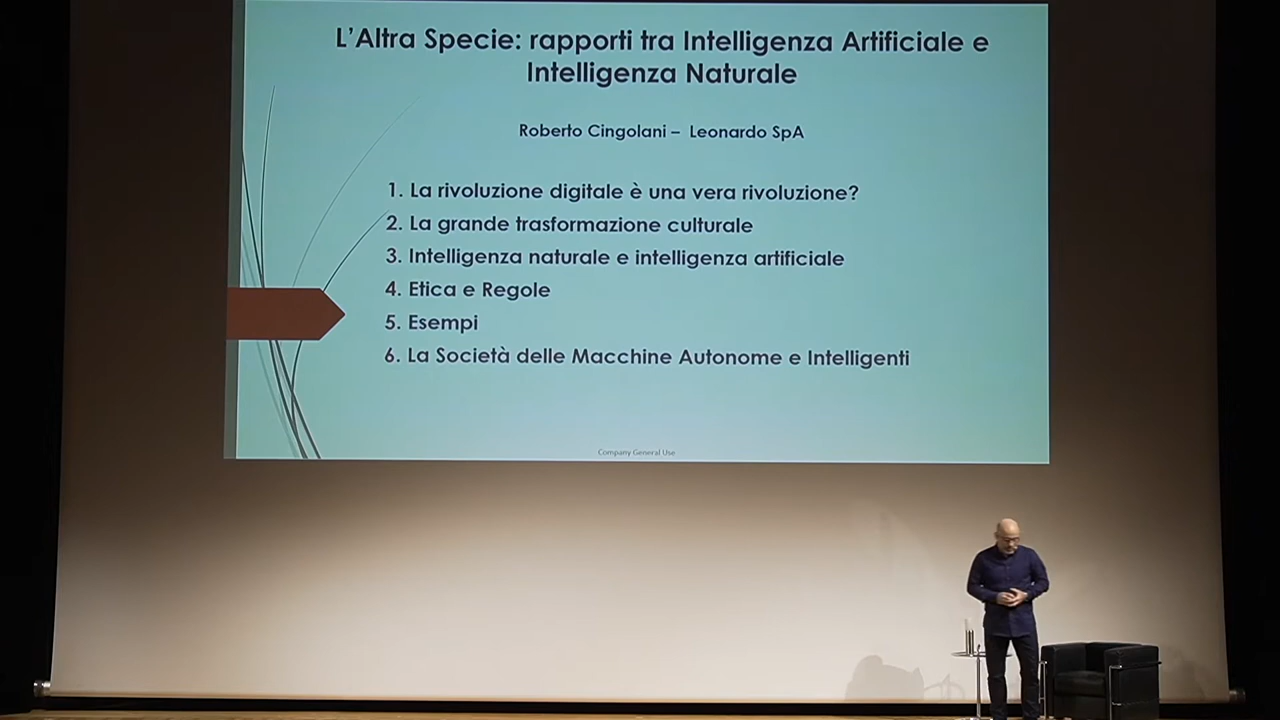 L'Altra Specie: rapporti tra Intelligenza Artificiale e
Intelligenza Naturale
Roberto Cingolani – Leonardo SpA
1. La rivoluzione digitale è una vera rivoluzione?
2. La grande trasformazione culturale
3. Intelligenza naturale e intelligenza artificiale
4. Etica e Regole
5. Esempi
6. La Società delle Macchine Autonome e Intelligenti
Company General Use